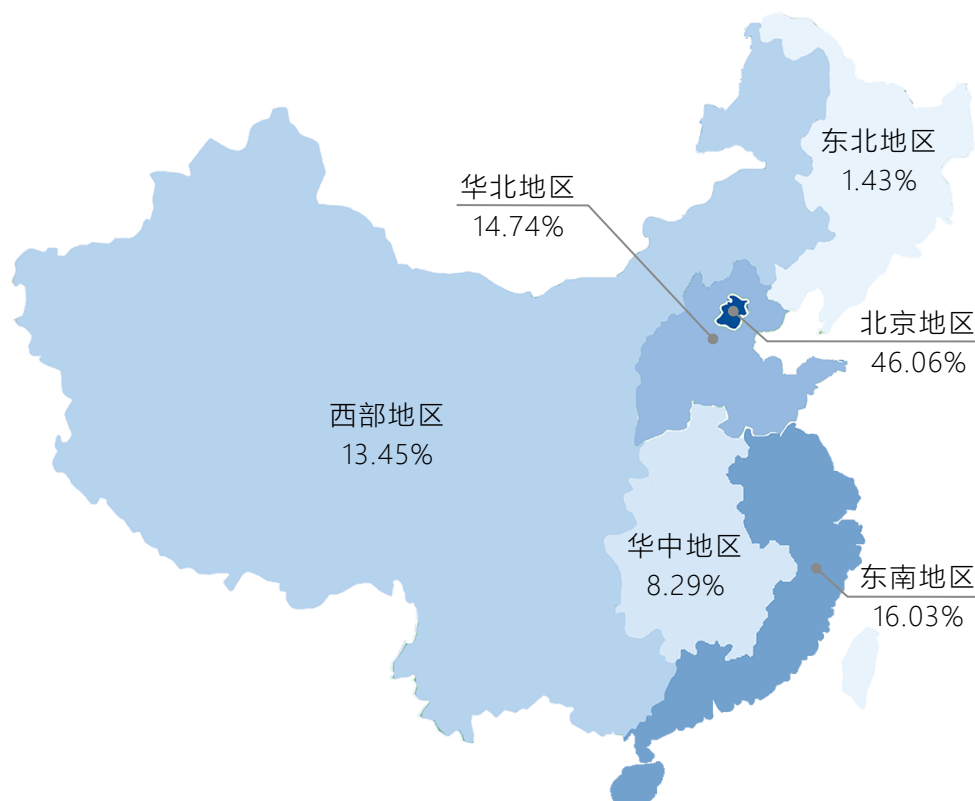 东北地区
1.43%
华北地区
14.74%
北京地区
46.06%
西部地区
13.45%
华中地区
8.29%
东南地区
16.03%